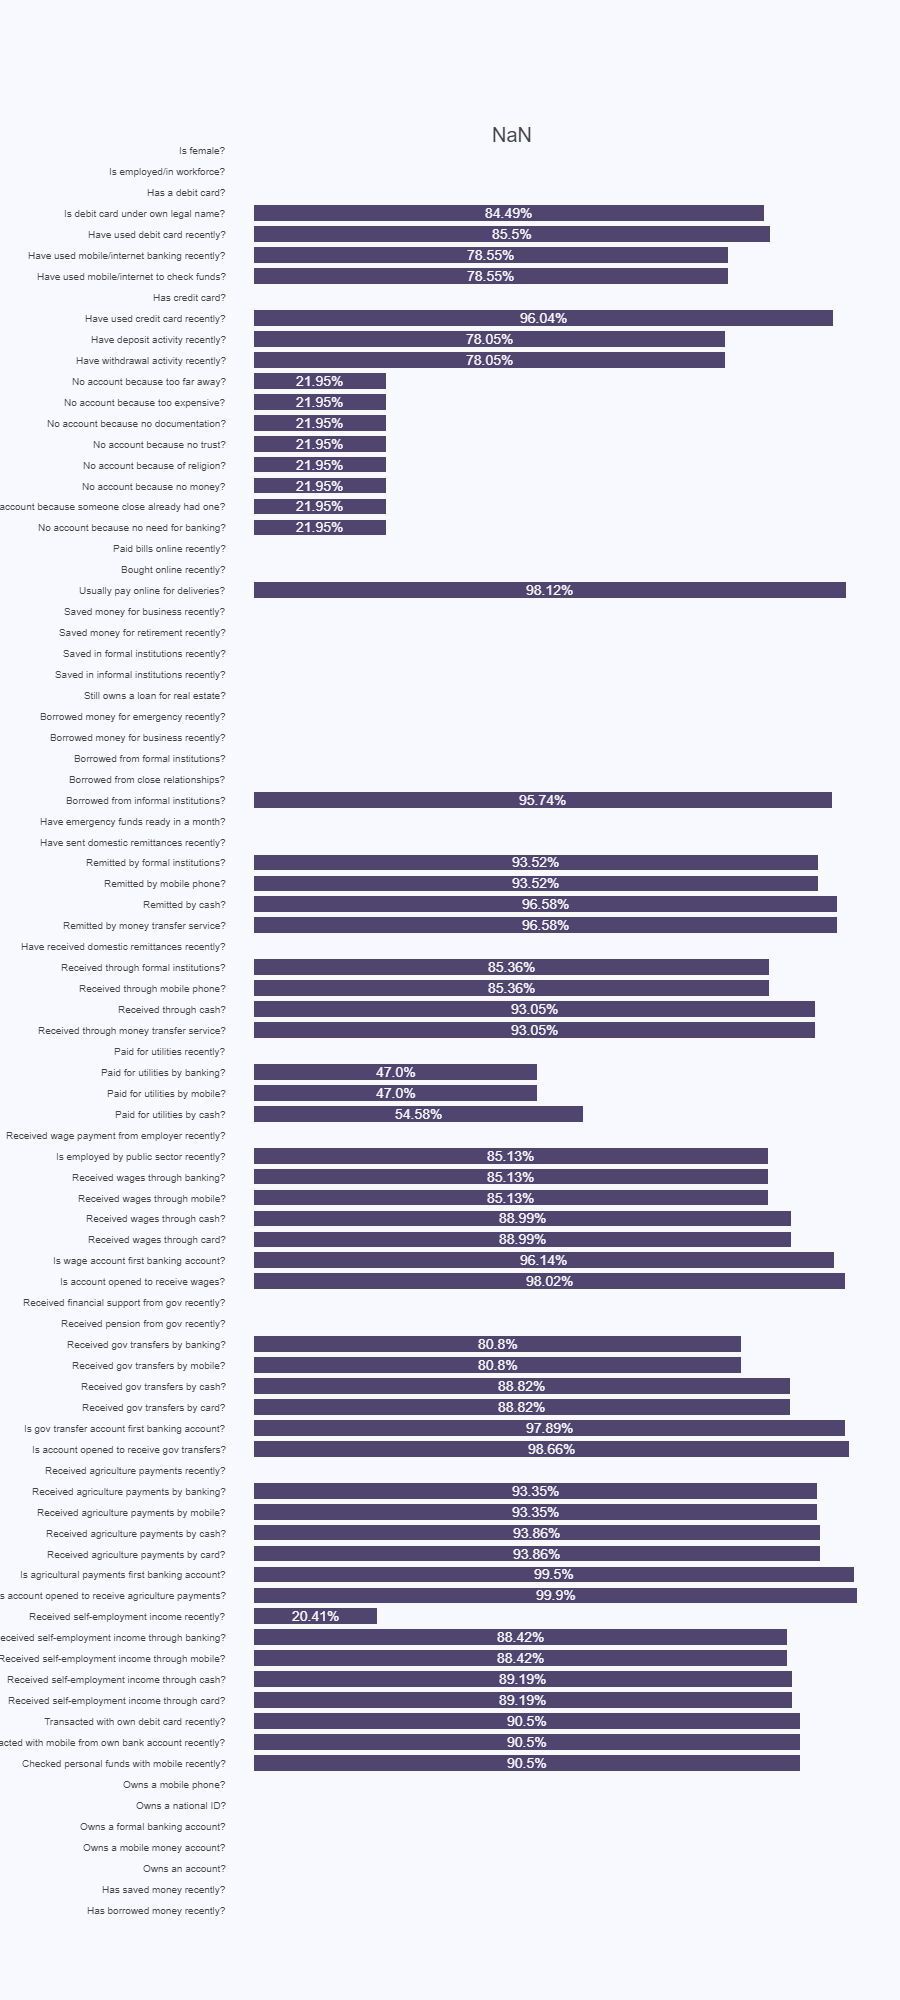 NaN
Is female?
Is employed/in workforce?
Has a debit card?
Is debit card under own legal name? 84.49%
Have used debit card recently? 85.5%
Have used mobile/internet banking recently? 78.55%
Have used mobile/internet to check funds? 78.55%
Has credit card?
Have used credit card recently? 96.04%
Have deposit activity recently? 78.05%
Have withdrawal activity recently? 78.05%
No account because too far away? 21.95%
No account because too expensive? 21.95%
No account because no documentation? 21.95%
No account because no trust? 21.95%
No account because of religion? 21.95%
No account because no money? 21.95%
account because someone close already had one? 21.95%
No account because no need for banking? 21.95%
Paid bills online recently?
Bought online recently?
Usually pay online for deliveries? 98.12%
Saved money for business recently?
Saved money for retirement recently?
Saved in formal institutions recently?
Saved in informal institutions recently?
Still owns a loan for real estate?
Borrowed money for emergency recently?
Borrowed money for business recently?
Borrowed from formal institutions?
Borrowed from close relationships?
Borrowed from informal institutions? 95.74%
Have emergency funds ready in a month?
Have sent domestic remittances recently?
Remitted by formal institutions? 93.52%
Remitted by mobile phone? 93.52%
Remitted by cash? 96.58%
Remitted by money transfer service? 96.58%
Have received domestic remittances recently?
Received through formal institutions? 85.36%
Received through mobile phone? 85.36%
Received through cash? 93.05%
Received through money transfer service? 93.05%
Paid for utilities recently?
Paid for utilities by banking? 47.0%
Paid for utilities by mobile? 47.0%
Paid for utilities by cash? 54.58%
Received wage payment from employer recently?
Is employed by public sector recently? 85.13%
Received wages through banking? 85.13%
Received wages through mobile? 85.13%
Received wages through cash? 88.99%
Received wages through card? 88.99%
Is wage account first banking account? 96.14%
Is account opened to receive wages? 98.02%
Received financial support from gov recently?
Received pension from gov recently?
Received gov transfers by banking? 80.8%
Received gov transfers by mobile? 80.8%
Received gov transfers by cash? 88.82%
Received gov transfers by card? 88.82%
Is gov transfer account first banking account? 97.89%
Is account opened to receive gov transfers? 98.66%
Received agriculture payments recently?
Received agriculture payments by banking? 93.35%
Received agriculture payments by mobile? 93.35%
Received agriculture payments by cash? 93.86%
Received agriculture payments by card? 93.86%
Is agricultural payments first banking account? 99.5%
s account opened to receive agriculture payments? 99.9%
Received self-employment income recently? 20.41%
eceived self-employment income through banking? 88.42%
Received self-employment income through mobile? 88.42%
Received self-employment income through cash? 89.19%
Received self-employment income through card? 89.19%
Transacted with own debit card recently? 90.5%
acted with mobile from own bank account recently? 90.5%
Checked personal funds with mobile recently? 90.5%
Owns a mobile phone?
Owns a national ID?
Owns a formal banking account?
Owns a mobile money account?
Owns an account?
Has saved money recently?
Has borrowed money recently?